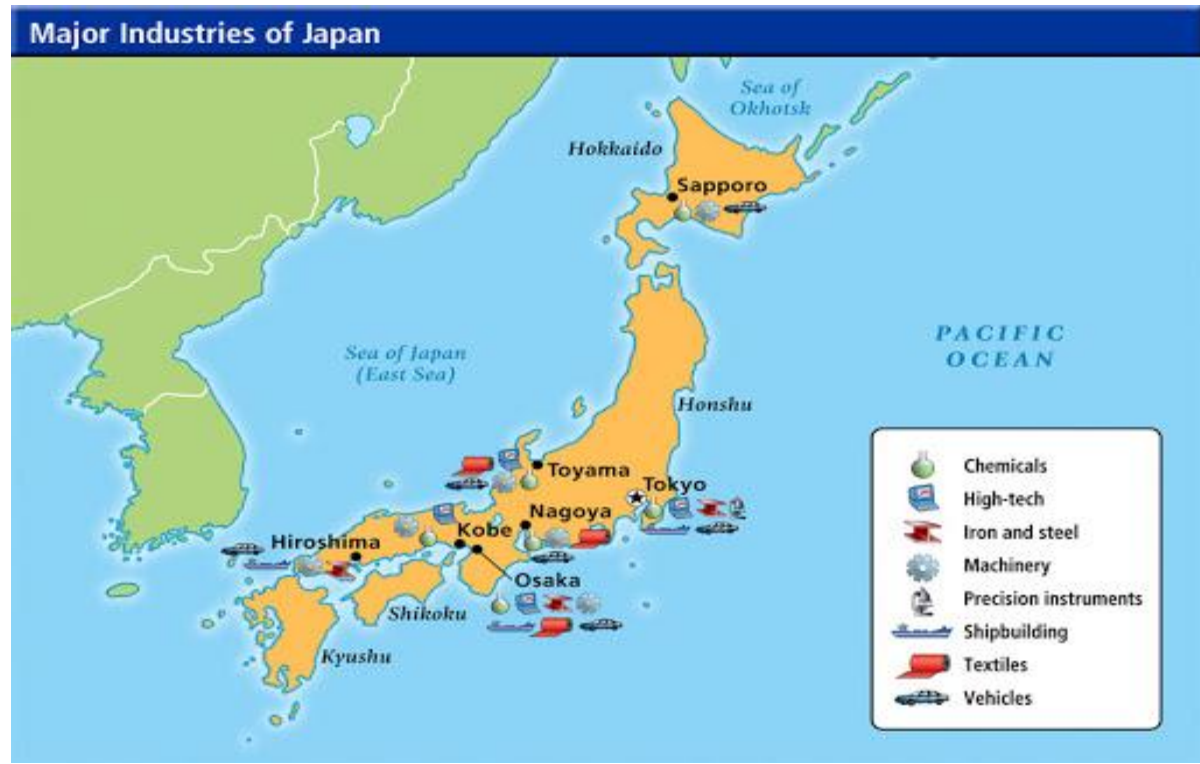 Major Industries of Japan
Sea of
Okhotsk
Hokkaido
Sapporo
PACIFIC
OCEAN
Sea of Japan
(East Sea)
Honshu
Toyama
Tokyo
Nagoya
Kobe
Hiroshima
Osaka
Shikoku
Kyushu
Chemicals
High-tech
Iron and steel
Machinery
Precision instruments
Shipbuilding
Textiles
Vehicles